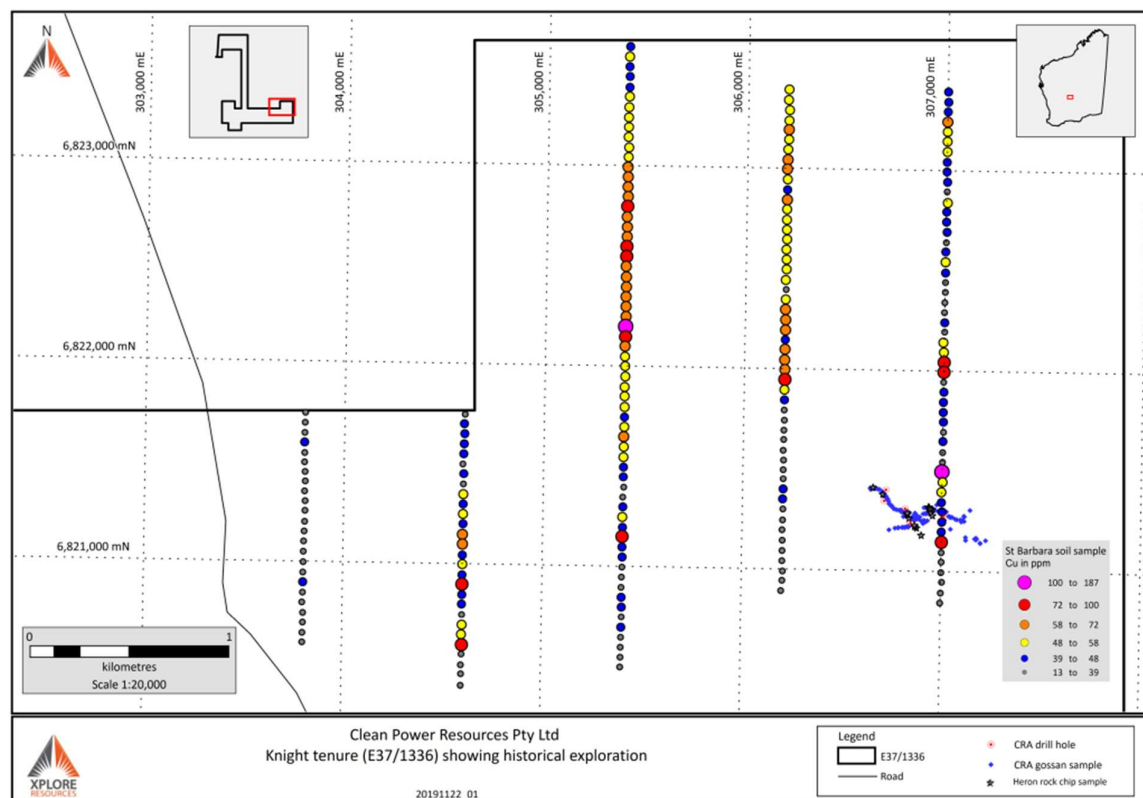 N
303,000 mE
304,000 mE
305,000 mE
306,000 mE
307,000 mE
6,823,000 mN
6,822,000 mN
6,821,000 mN
0 1
kilometres
Scale 1:20,000
St Barbara soil sample
Cu in ppm
100 to 187
72 to 100
58 to 72
48 to 58
39 to 48
13 to 39
XPLORE
RESOURCES
Clean Power Resources Pty Ltd
Knight tenure (E37/1336) showing historical exploration
20191122_01
Legend
E37/1336
Road
CRA drill hole
CRA gossan sample
Heron rock chip sample